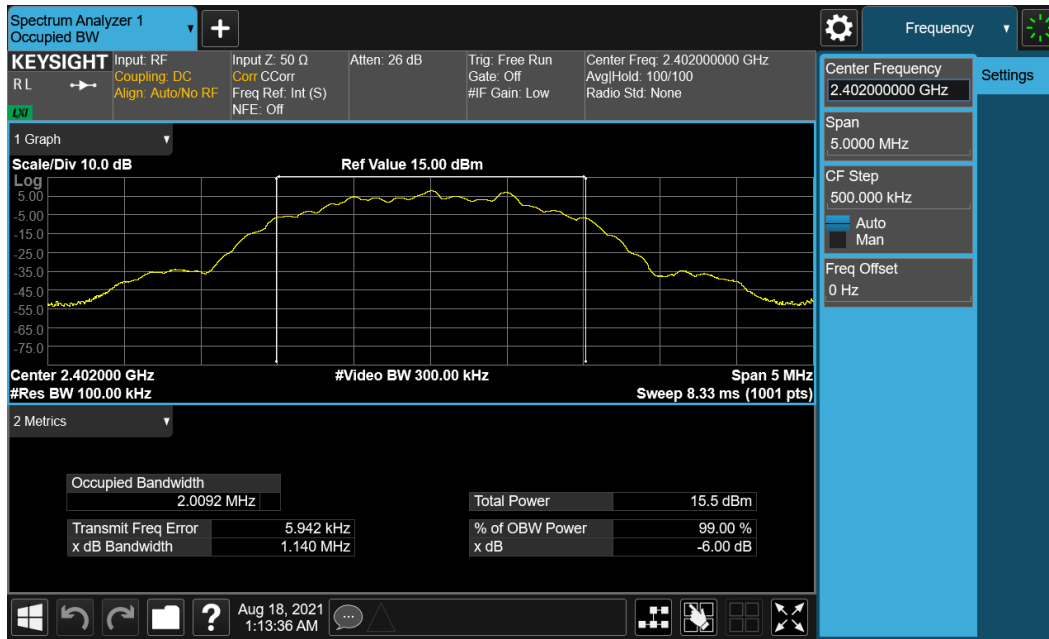 Spectrum Analyzer 1
Occupied BW
Frequency
KEYSIGHT
R L
LXI
Input: RF
Coupling: DC
Align: Auto/No RF
Input Z: 50 Ω
Corr CCorr
Freq Ref: Int (S)
NFE: Off
Atten: 26 dB
Trig: Free Run
Gate: Off
#IF Gain: Low
Center Freq: 2.402000000 GHz
Avg|Hold: 100/100
Radio Std: None
Center Frequency
2.402000000 GHz
Settings
Span
5.0000 MHz
CF Step
500.000 kHz
Auto
Man
Freq Offset
0 Hz
1 Graph
Scale/Div 10.0 dB
Ref Value 15.00 dBm
Log
5.00
-5.00
-15.0
-25.0
-35.0
-45.0
-55.0
-65.0
-75.0
Center 2.402000 GHz
#Video BW 300.00 kHz
Span 5 MHz
#Res BW 100.00 kHz
Sweep 8.33 ms (1001 pts)
2 Metrics
Occupied Bandwidth
2.0092 MHz
Total Power 15.5 dBm
Transmit Freq Error 5.942 kHz
% of OBW Power 99.00 %
x dB Bandwidth 1.140 MHz
x dB -6.00 dB
?
Aug 18, 2021
1:13:36 AM